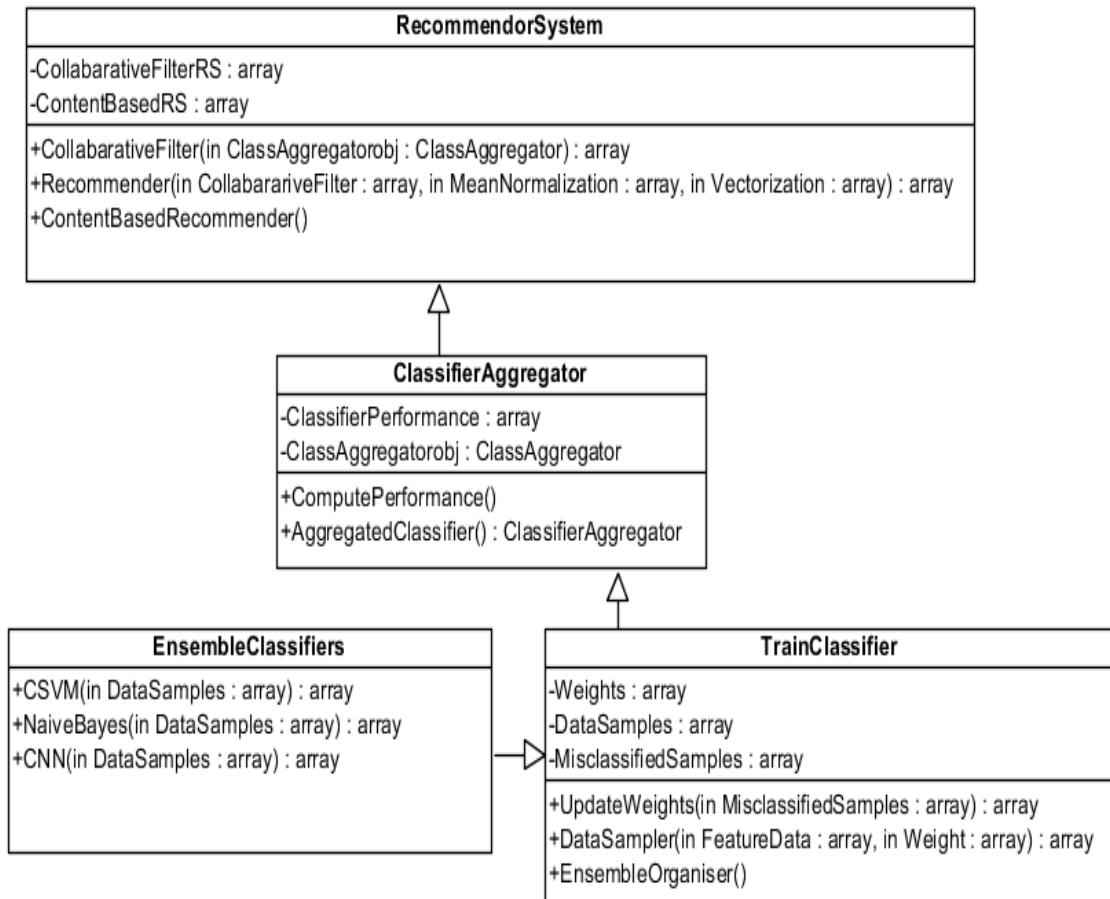 RecommendorSystem
-CollabarativeFilterRS : array
-ContentBasedRS : array
+CollabarativeFilter(in ClassAggregatorobj : ClassAggregator) : array
+Recommender(in CollabarariveFilter : array, in MeanNormalization : array, in Vectorization : array) : array
+ContentBasedRecommender()
ClassifierAggregator
-ClassifierPerformance : array
-ClassAggregatorobj : ClassAggregator
+ComputePerformance()
+AggregatedClassifier() : ClassifierAggregator
EnsembleClassifiers
+CSVM(in DataSamples : array) : array
+NaiveBayes(in DataSamples : array) : array
+CNN(in DataSamples : array) : array
TrainClassifier
-Weights : array
-DataSamples : array
-MisclassifiedSamples : array
+UpdateWeights(in MisclassifiedSamples : array) : array
+DataSampler(in FeatureData : array, in Weight : array) : array
+EnsembleOrganiser()